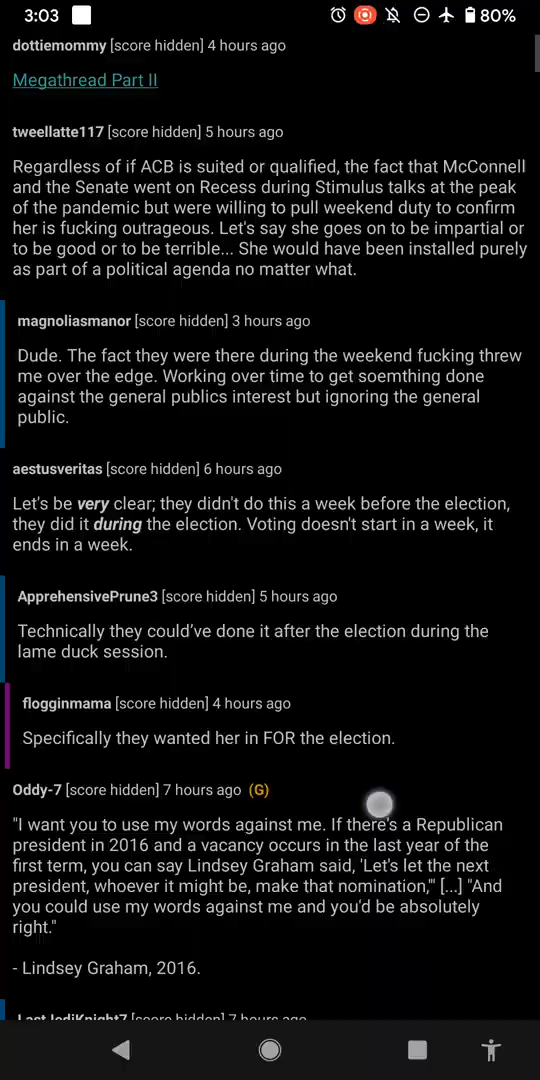 3:03
80%
dottiemommy [score hidden] 4 hours ago
Megathread Part II
tweellatte117 [score hidden] 5 hours ago
Regardless of if ACB is suited or qualified, the fact that McConnell
and the Senate went on Recess during Stimulus talks at the peak
of the pandemic but were willing to pull weekend duty to confirm
her is fucking outrageous. Let's say she goes on to be impartial or
to be good or to be terrible... She would have been installed purely
as part of a political agenda no matter what.
magnoliasmanor [score hidden] 3 hours ago
Dude. The fact they were there during the weekend fucking threw
me over the edge. Working over time to get soemthing done
against the general publics interest but ignoring the general
public.
aestusveritas [score hidden] 6 hours ago
Let's be very clear; they didn't do this a week before the election,
they did it during the election. Voting doesn't start in a week, it
ends in a week.
ApprehensivePrune3 [score hidden] 5 hours ago
Technically they could've done it after the election during the
lame duck session.
flogginmama [score hidden] 4 hours ago
Specifically they wanted her in FOR the election.
Oddy-7 [score hidden] 7 hours ago (G)
"I want you to use my words against me. If there's a Republican
president in 2016 and a vacancy occurs in the last year of the
first term, you can say Lindsey Graham said, 'Let's let the next
president, whoever it might be, make that nomination,'" [...] "And
you could use my words against me and you'd be absolutely
right."
- Lindsey Graham, 2016.
LastJediKnight7 [score hidden] 7 hours ago